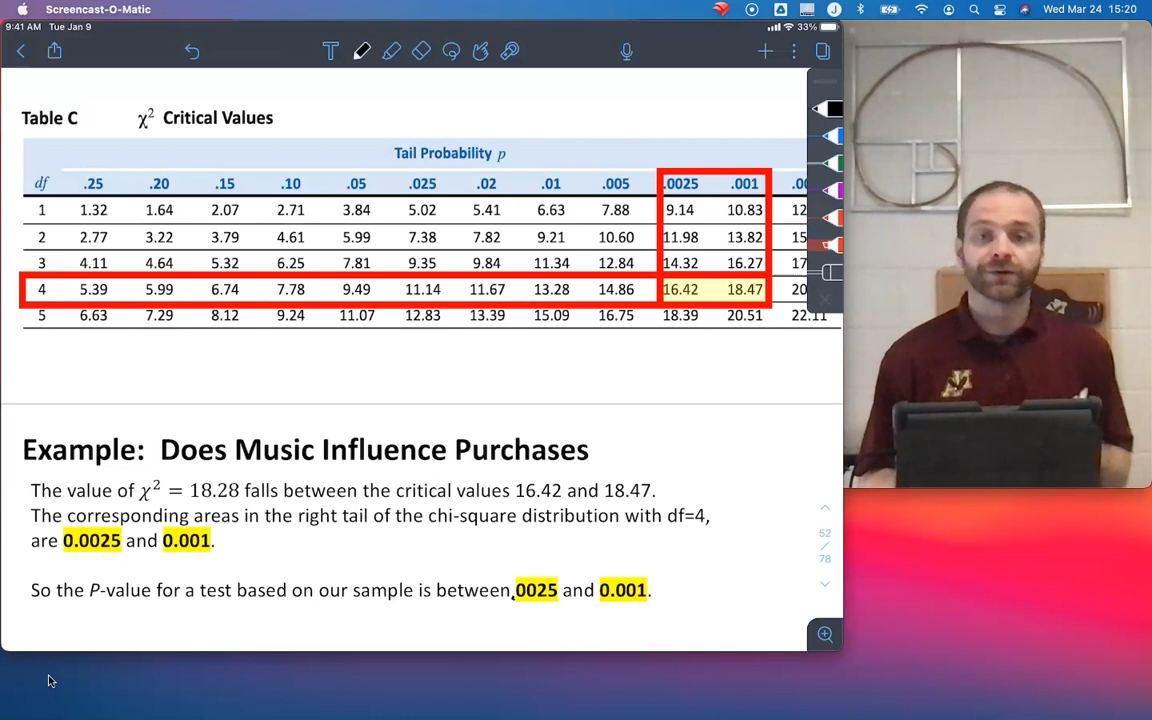 Screencast-O-Matic
J
Wed Mar 24 15:20
9:41 AM Tue Jan 9
33%
T
Table C χ² Critical Values
Tail Probability p
df .25 .20 .15 .10 .05 .025 .02 .01 .005 .0025 .001 .00
1 1.32 1.64 2.07 2.71 3.84 5.02 5.41 6.63 7.88 9.14 10.83 12
2 2.77 3.22 3.79 4.61 5.99 7.38 7.82 9.21 10.60 11.98 13.82 15
3 4.11 4.64 5.32 6.25 7.81 9.35 9.84 11.34 12.84 14.32 16.27 17
4 5.39 5.99 6.74 7.78 9.49 11.14 11.67 13.28 14.86 16.42 18.47 20
5 6.63 7.29 8.12 9.24 11.07 12.83 13.39 15.09 16.75 18.39 20.51 22.11
Example: Does Music Influence Purchases
The value of χ² = 18.28 falls between the critical values 16.42 and 18.47.
The corresponding areas in the right tail of the chi-square distribution with df=4,
are 0.0025 and 0.001.
So the P-value for a test based on our sample is between .0025 and 0.001.
52
/
78